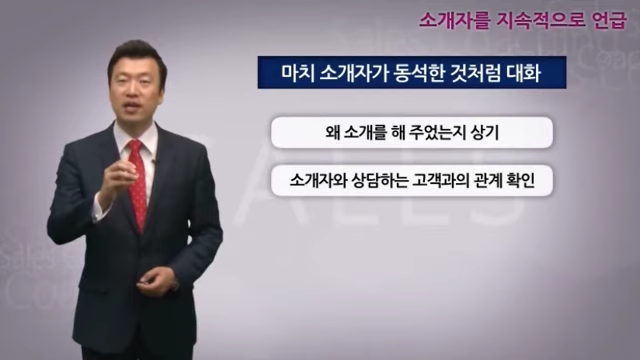 소개자를 지속적으로 언급
마치 소개자가 동석한 것처럼 대화
왜 소개를 해 주었는지 상기
소개자와 상담하는 고객과의 관계 확인
SALES